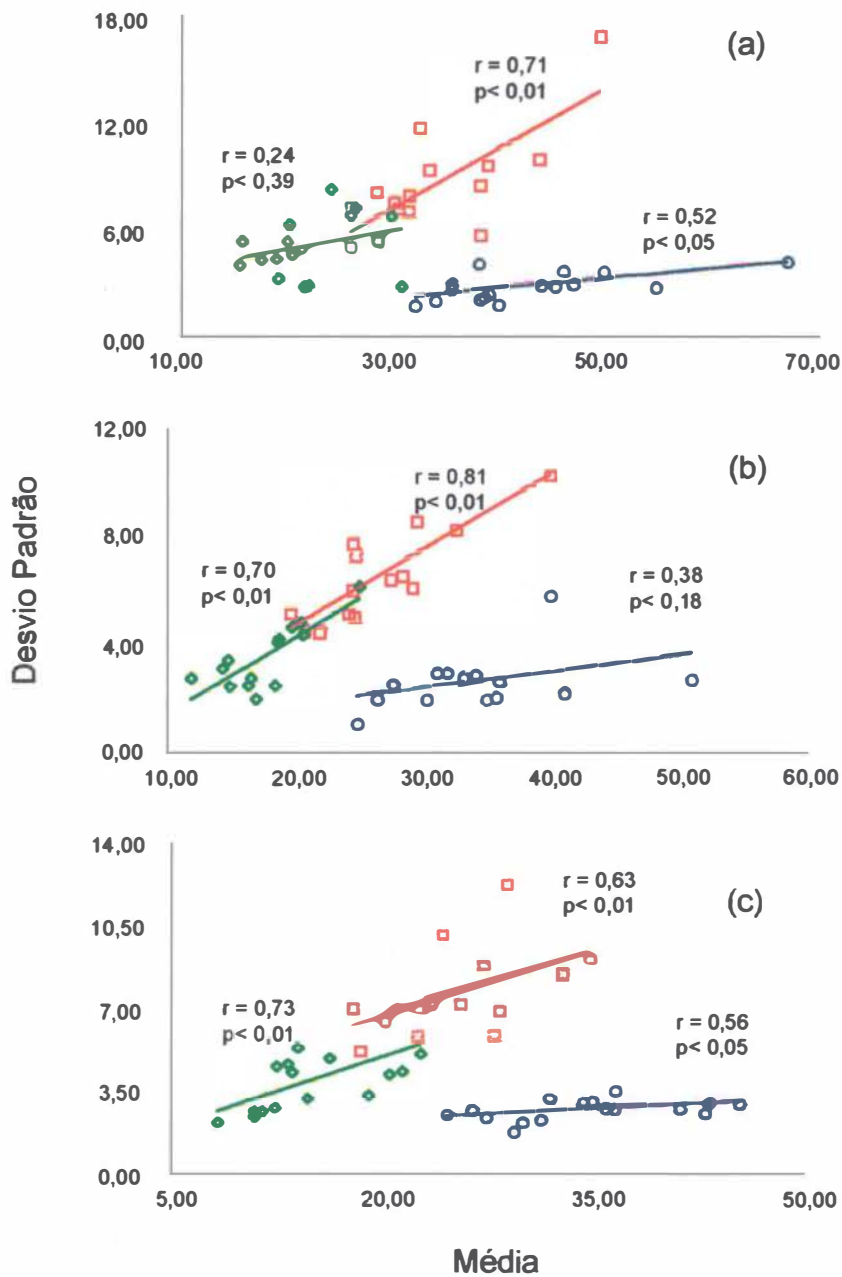 18,00
(a)
r = 0,71
p< 0,01
12,00
r = 0,24
p< 0,39
r = 0,52
p< 0,05
6,00
0,00
10,00 30,00 50,00 70,00
12,00
(b)
r = 0,81
p< 0,01
8,00
r = 0,70
p< 0,01
r = 0,38
p< 0,18
4,00
0,00
10,00 20,00 30,00 40,00 50,00 60,00
Desvio Padrão
14,00
r = 0,63
p< 0,01
(c)
10,50
r = 0,73
p< 0,01
7,00
r = 0,56
p< 0,05
3,50
0,00
5,00 20,00 35,00 50,00
Média